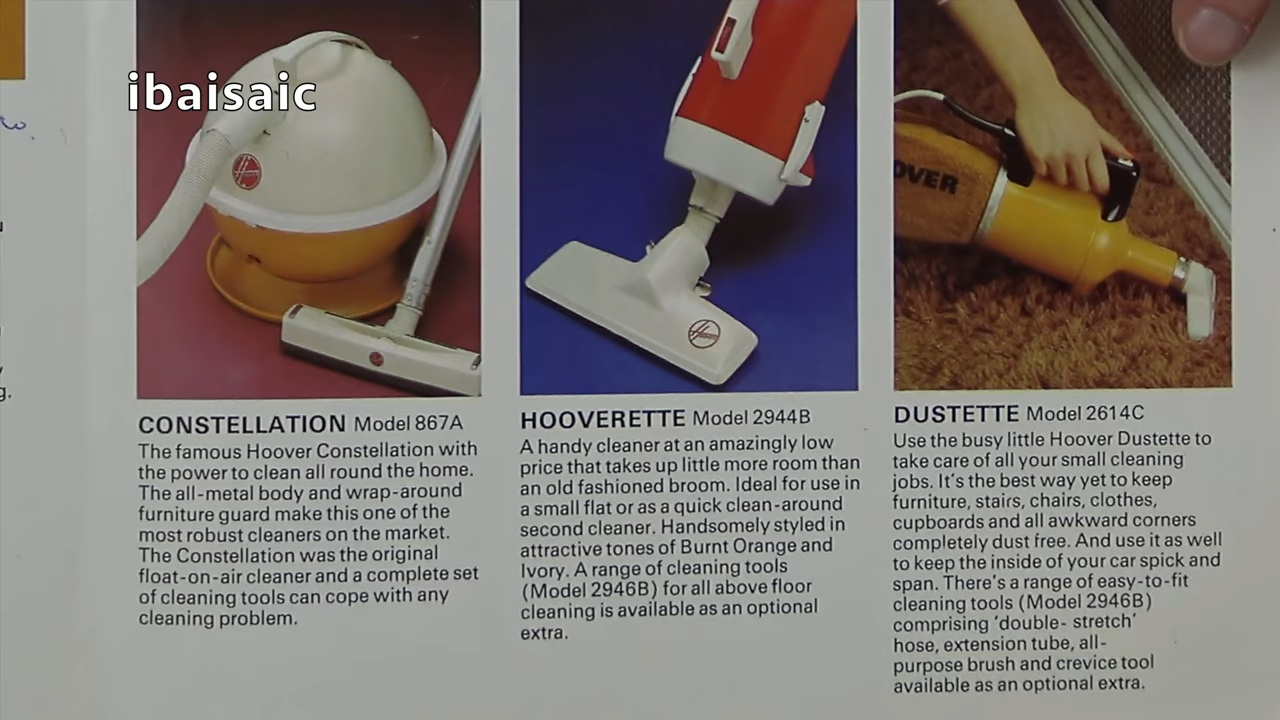 ibaisaic
OVER
CONSTELLATION Model 867A
The famous Hoover Constellation with
the power to clean all round the home.
The all-metal body and wrap-around
furniture guard make this one of the
most robust cleaners on the market.
The Constellation was the original
float-on-air cleaner and a complete set
of cleaning tools can cope with any
cleaning problem.
HOOVERETTE Model 2944B
A handy cleaner at an amazingly low
price that takes up little more room than
an old fashioned broom. Ideal for use in
a small flat or as a quick clean-around
second cleaner. Handsomely styled in
attractive tones of Burnt Orange and
Ivory. A range of cleaning tools
(Model 2946B) for all above floor
cleaning is available as an optional
extra.
DUSTETTE Model 2614C
Use the busy little Hoover Dustette to
take care of all your small cleaning
jobs. It's the best way yet to keep
furniture, stairs, chairs, clothes,
cupboards and all awkward corners
completely dust free. And use it as well
to keep the inside of your car spick and
span. There's a range of easy-to-fit
cleaning tools (Model 2946B)
comprising 'double- stretch'
hose, extension tube, all-
purpose brush and crevice tool
available as an optional extra.